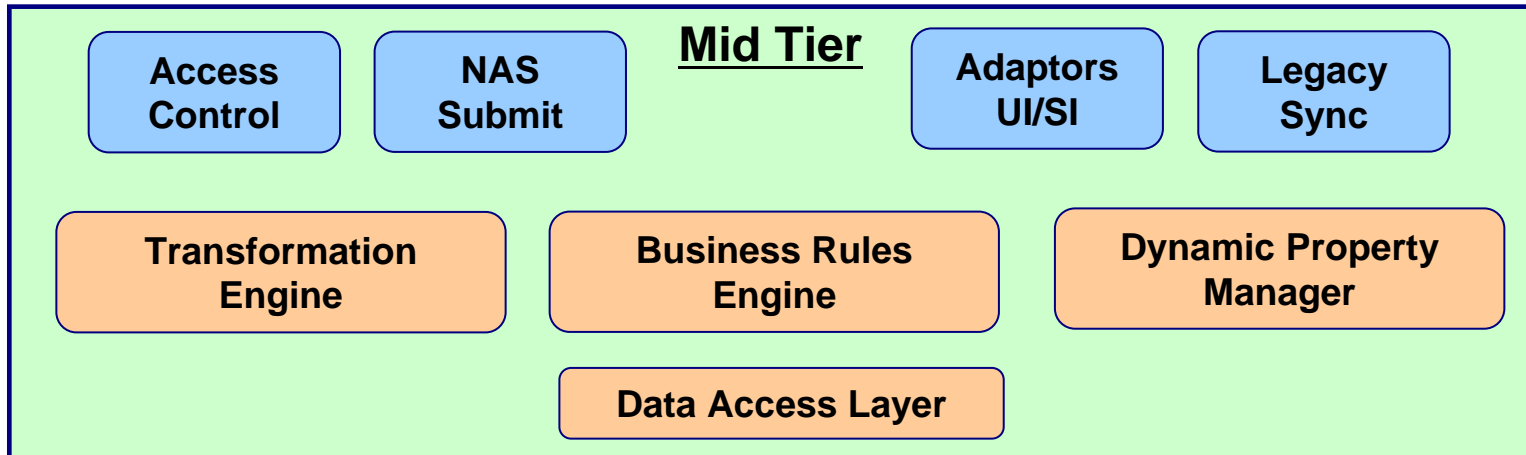 Mid Tier
Access
Control
NAS
Submit
Adaptors
UI/SI
Legacy
Sync
Transformation
Engine
Business Rules
Engine
Dynamic Property
Manager
Data Access Layer